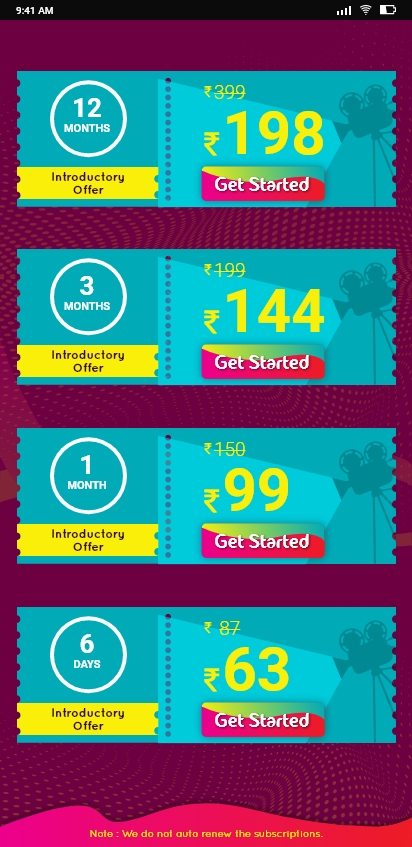 9:41 AM
12
MONTHS
Introductory
Offer
₹399
₹198
Get Started
3
MONTHS
Introductory
Offer
₹199
₹144
Get Started
1
MONTH
Introductory
Offer
₹150
₹99
Get Started
6
DAYS
Introductory
Offer
₹ 87
₹63
Get Started
Note : We do not auto renew the subscriptions.